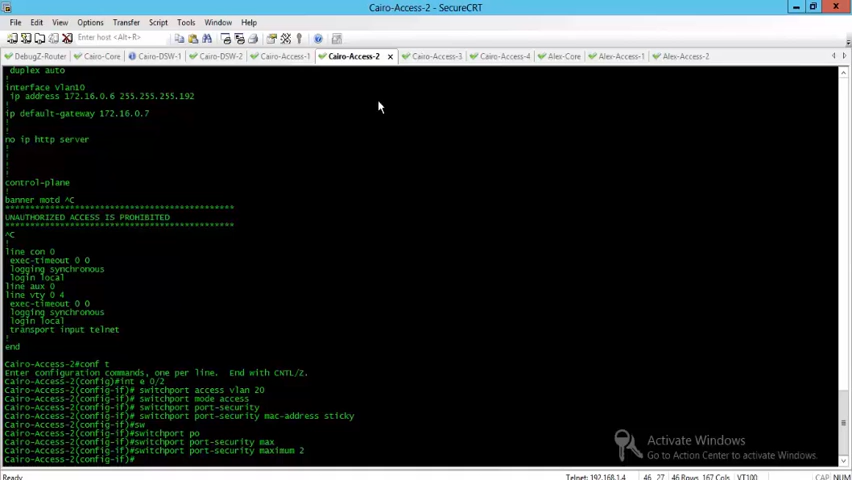 Cairo-Access-2 - SecureCRT
File Edit View Options Transfer Script Tools Window Help
Enter host <Alt+R>
DebugZ-Router Cairo-Core Cairo-DSW-1 Cairo-DSW-2 Cairo-Access-1 Cairo-Access-2 Cairo-Access-3 Cairo-Access-4 Alex-Core Alex-Access-1 Alex-Access-2
duplex auto
!
interface Vlan10
ip address 172.16.0.6 255.255.255.192
!
ip default-gateway 172.16.0.7
!
!
no ip http server
!
!
!
!
control-plane
!
banner motd ^C
**********************************************
UNAUTHORIZED ACCESS IS PROHIBITED
**********************************************
^C
!
line con 0
exec-timeout 0 0
logging synchronous
login local
line aux 0
line vty 0 4
exec-timeout 0 0
logging synchronous
login local
transport input telnet
!
end
Cairo-Access-2#conf t
Enter configuration commands, one per line. End with CNTL/Z.
Cairo-Access-2(config)#int e 0/2
Cairo-Access-2(config-if)# switchport access vlan 20
Cairo-Access-2(config-if)# switchport mode access
Cairo-Access-2(config-if)# switchport port-security
Cairo-Access-2(config-if)# switchport port-security mac-address sticky
Cairo-Access-2(config-if)#sw
Cairo-Access-2(config-if)#switchport po
Cairo-Access-2(config-if)#switchport port-security max
Cairo-Access-2(config-if)#switchport port-security maximum 2
Cairo-Access-2(config-if)#
Activate Windows
Go to Action Center to activate Windows.
Ready Telnet: 192.168.1.4 46, 27 46 Rows, 167 Cols VT100 CAP NUM